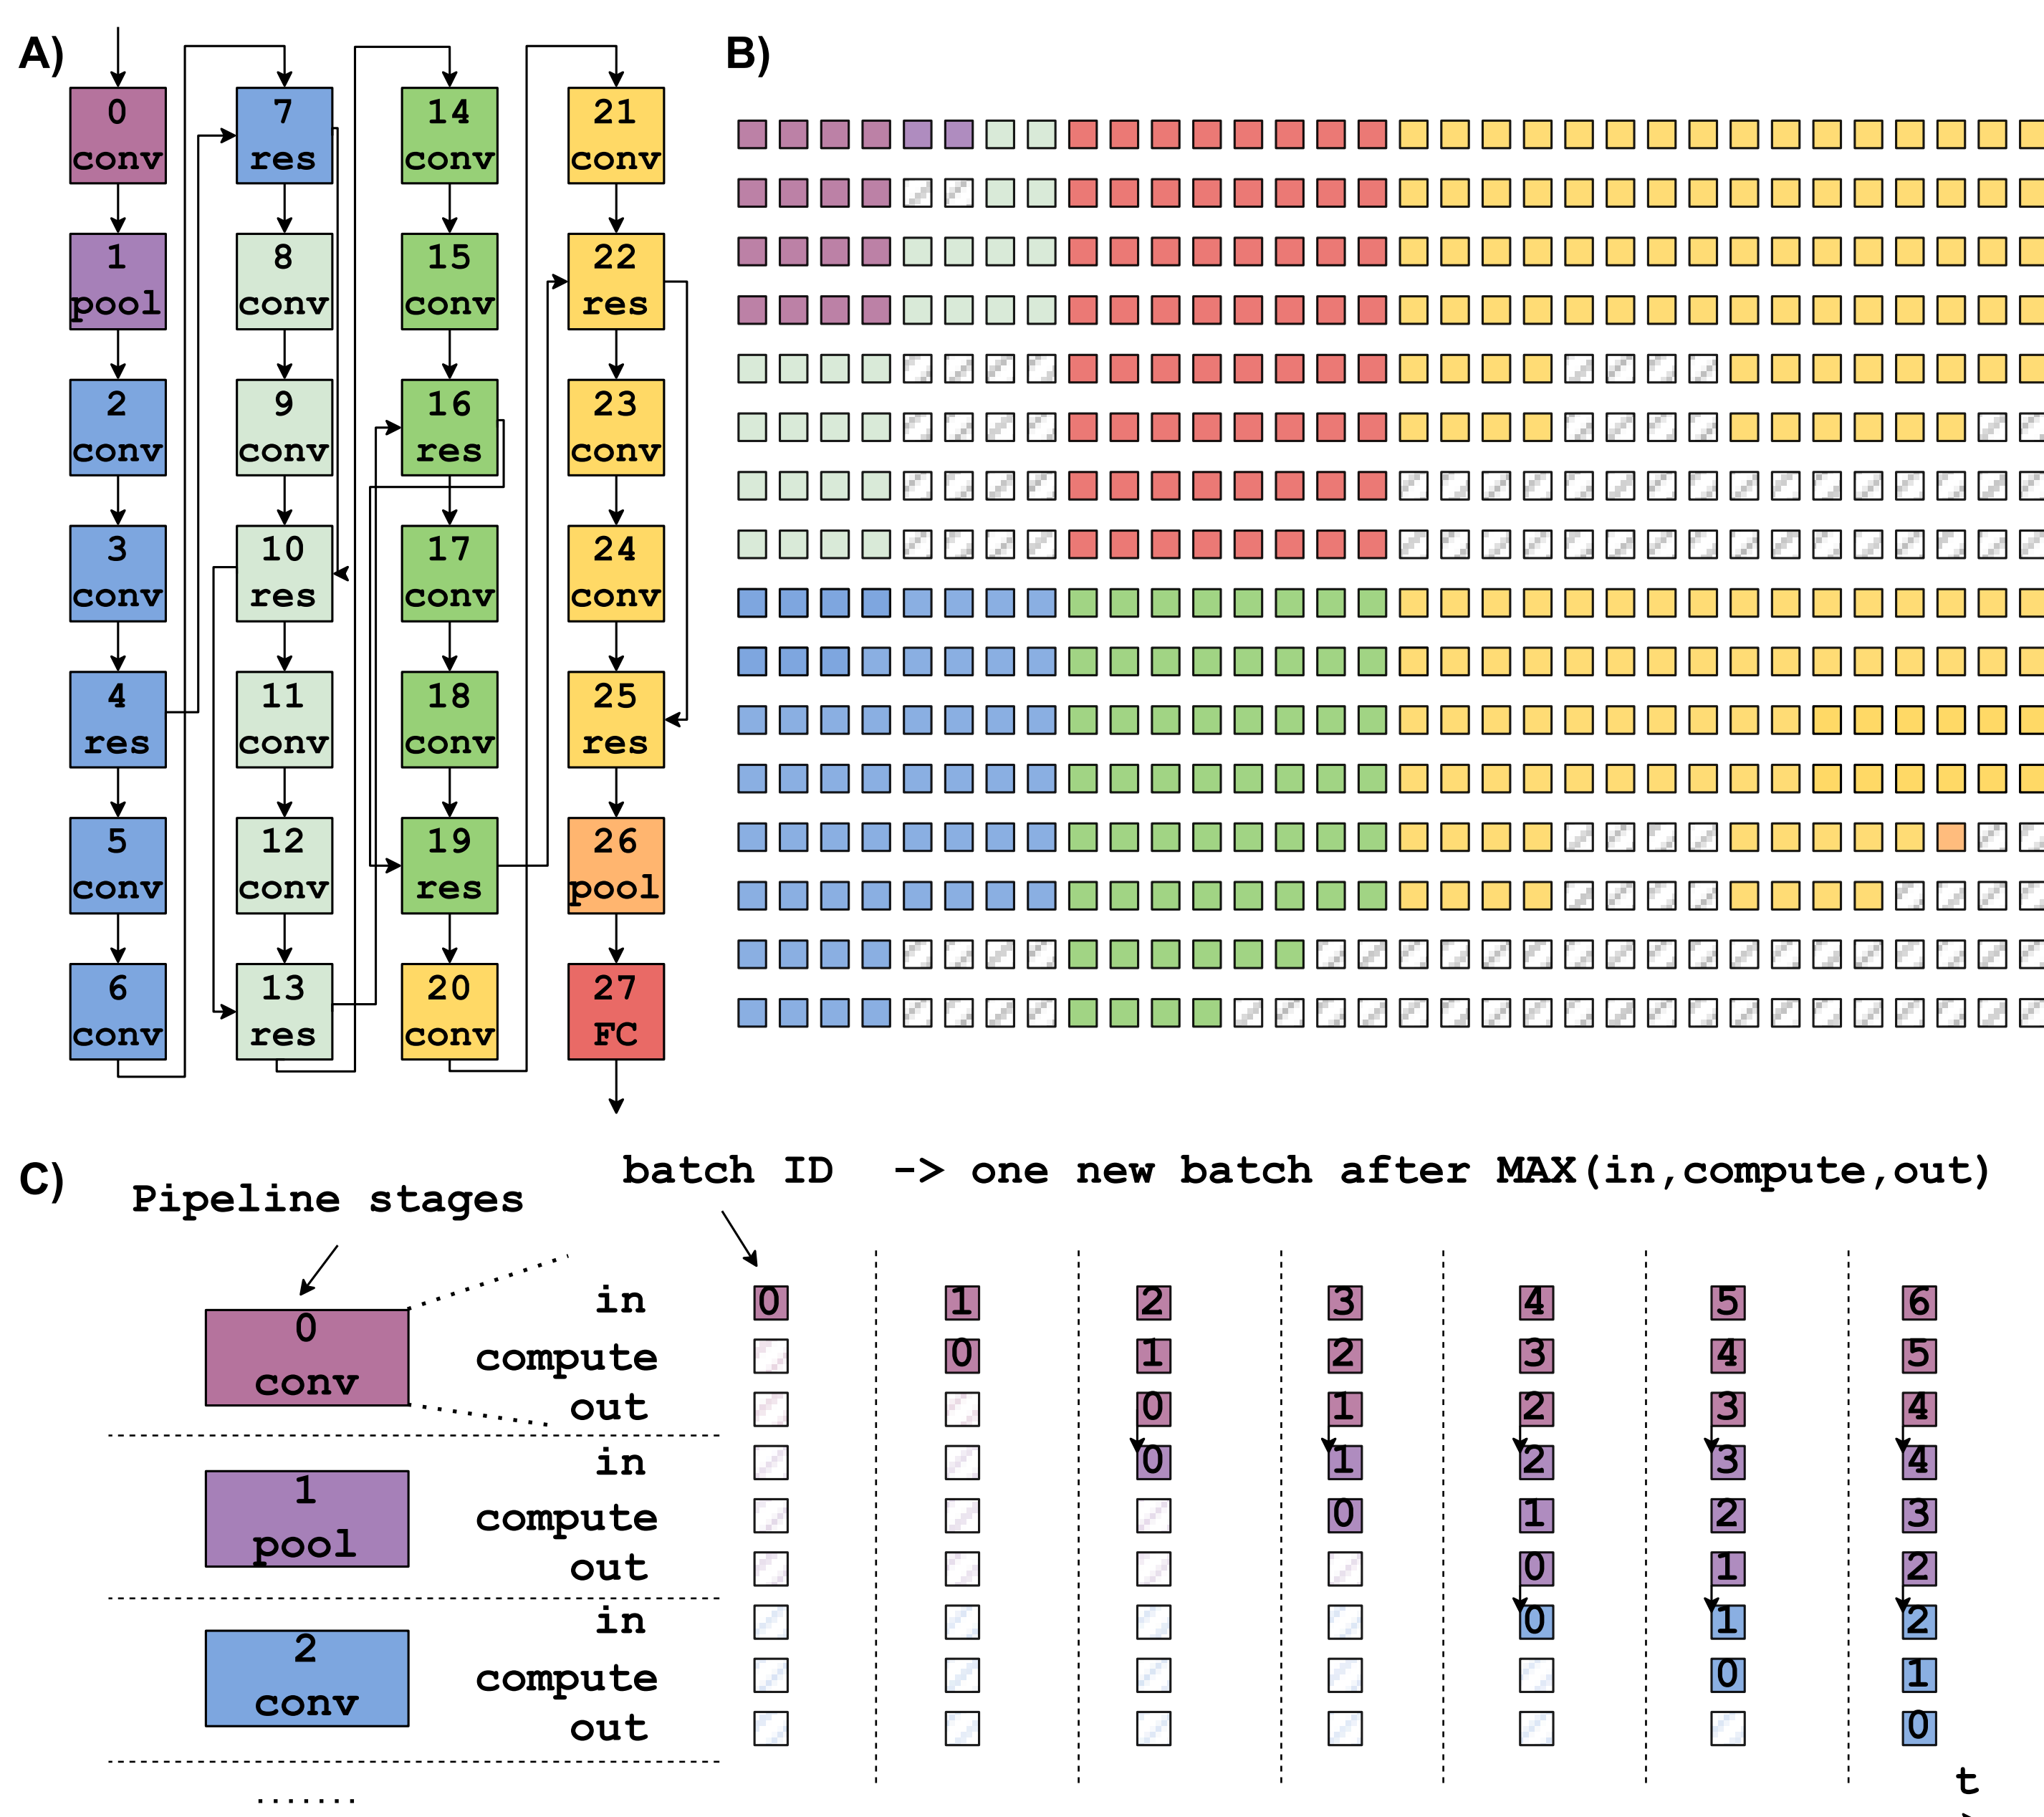 A)
0
conv
1
pool
2
conv
3
conv
4
res
5
conv
6
conv
7
res
8
conv
9
conv
10
res
11
conv
12
conv
13
res
14
conv
15
conv
16
res
17
conv
18
conv
19
res
20
conv
21
conv
22
res
23
conv
24
conv
25
res
26
pool
27
FC
B)
C)
batch ID -> one new batch after MAX(in,compute,out)
Pipeline stages
0
conv
1
pool
2
conv
.......
in 0 1 2 3 4 5 6
compute 0 1 2 3 4 5
out 0 1 2 3 4
in 0 1 2 3 4
compute 0 1 2 3
out 0 1 2
in 0 1 2
compute 0 1
out 0
t